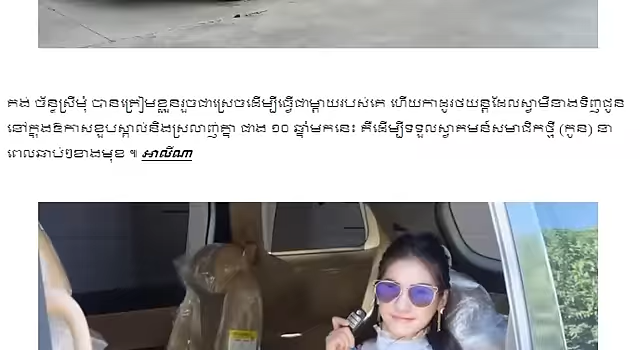 គង់ ច័ន្ទស្រីមុំ បានត្រៀមខ្លួនរួចជាស្រេចដើម្បីធ្វើជាម្ដាយរបស់គេ ហើយកាដូរថយន្តដែលស្វាមីនាងទិញជូន
នៅក្នុងឱកាសខួបស្គាល់និងស្រលាញ់គ្នា ជាង ១០ ឆ្នាំមកនេះ គឺដើម្បីទទួលស្វាគមន៍សមាជិកថ្មី (កូន) នា
ពេលឆាប់ៗខាងមុខ ៕ អាលីណា